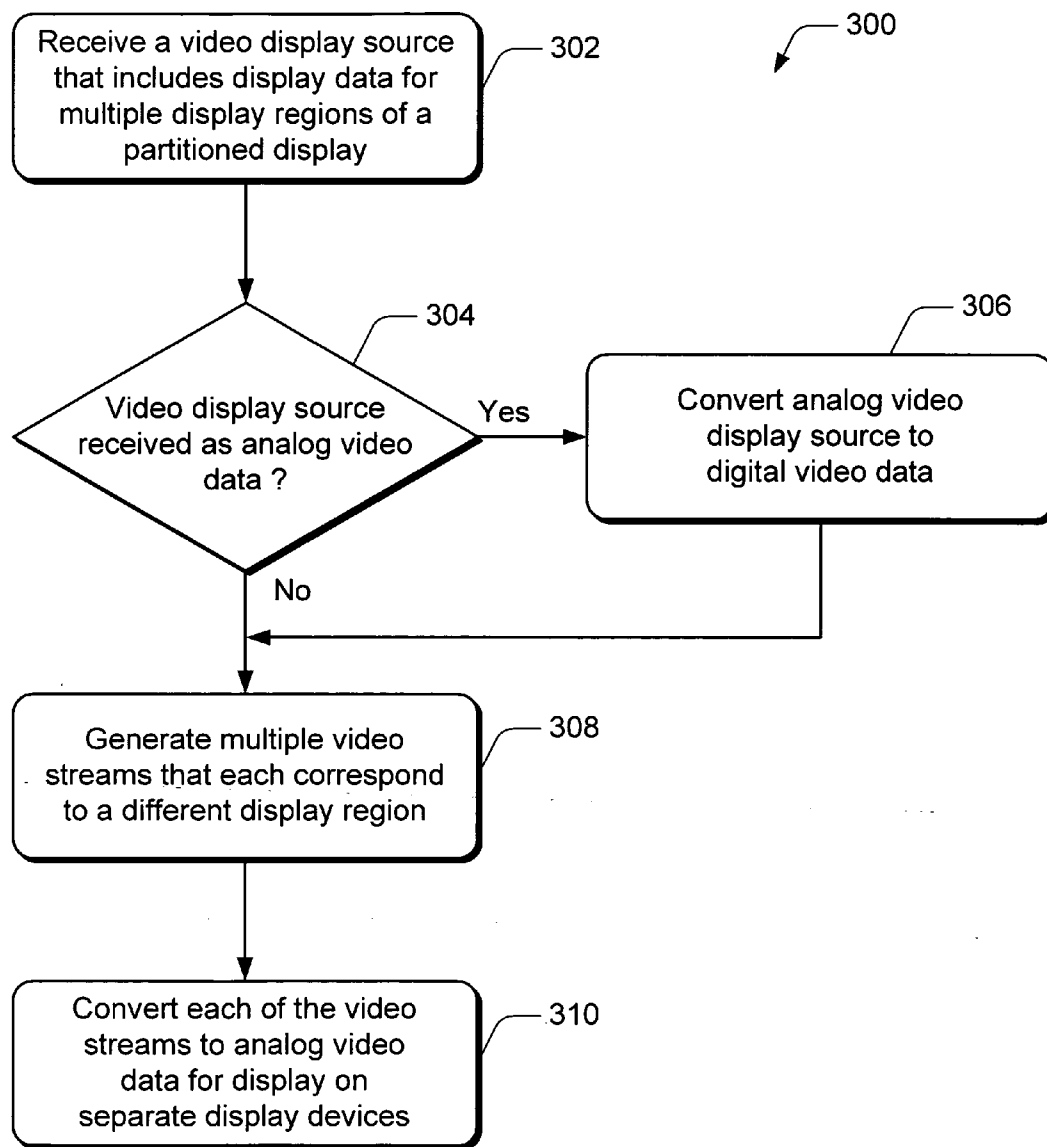 Receive a video display source
that includes display data for
multiple display regions of a
partitioned display
302
300
304
Video display source
received as analog video
data ?
Yes
306
Convert analog video
display source to
digital video data
No
Generate multiple video
streams that each correspond
to a different display region
308
Convert each of the video
streams to analog video
data for display on
separate display devices
310